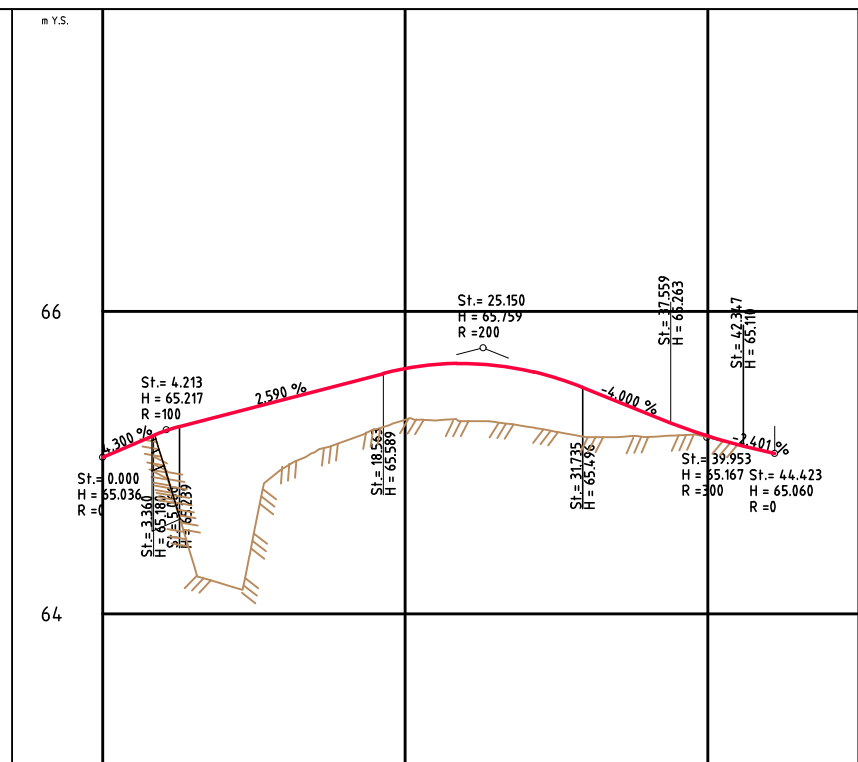 m Y.S.
66
64
St.= 0.000
H = 65.036
R =0
4.300 %
St.= 3.360
H = 65.180
St.= 4.213
H = 65.217
R =100
H = 65.239
2.590 %
St.= 18.563
H = 65.589
St.= 25.150
H = 65.759
R =200
St.= 31.735
H = 65.496
-4.000 %
St.= 37.559
H = 65.263
St.= 39.953
H = 65.167
R =300
St.= 42.347
H = 65.110
-2.401 %
St.= 44.423
H = 65.060
R =0